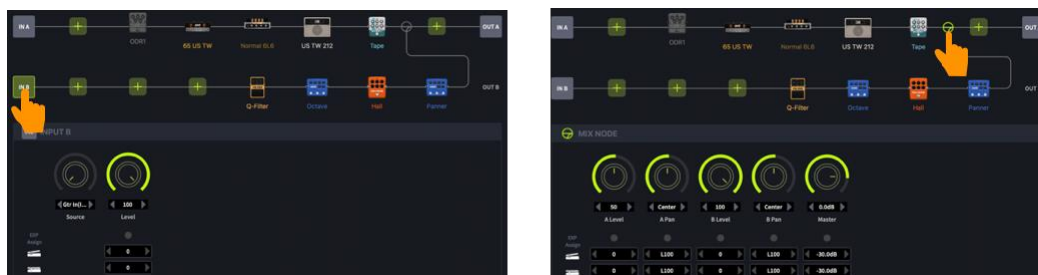 IN A
ODR1
65 US TW
Normal 6L6
US TW 212
Tape
OUT A
IN B
Q-Filter
Octave
Hall
Panner
OUT B
INPUT B
Gtr In(l...
100
Source
Level
EXP
Assign
0
0
IN A
ODR1
65 US TW
Normal 6L6
US TW 212
Tape
OUT
IN B
Q-Filter
Octave
Hall
Panner
OUT
MIX NODE
50
Center
100
Center
0.0dB
A Level
A Pan
B Level
B Pan
Master
EXP
Assign
0
L100
0
L100
-30.0dB
0
L100
0
L100
-30.0dB